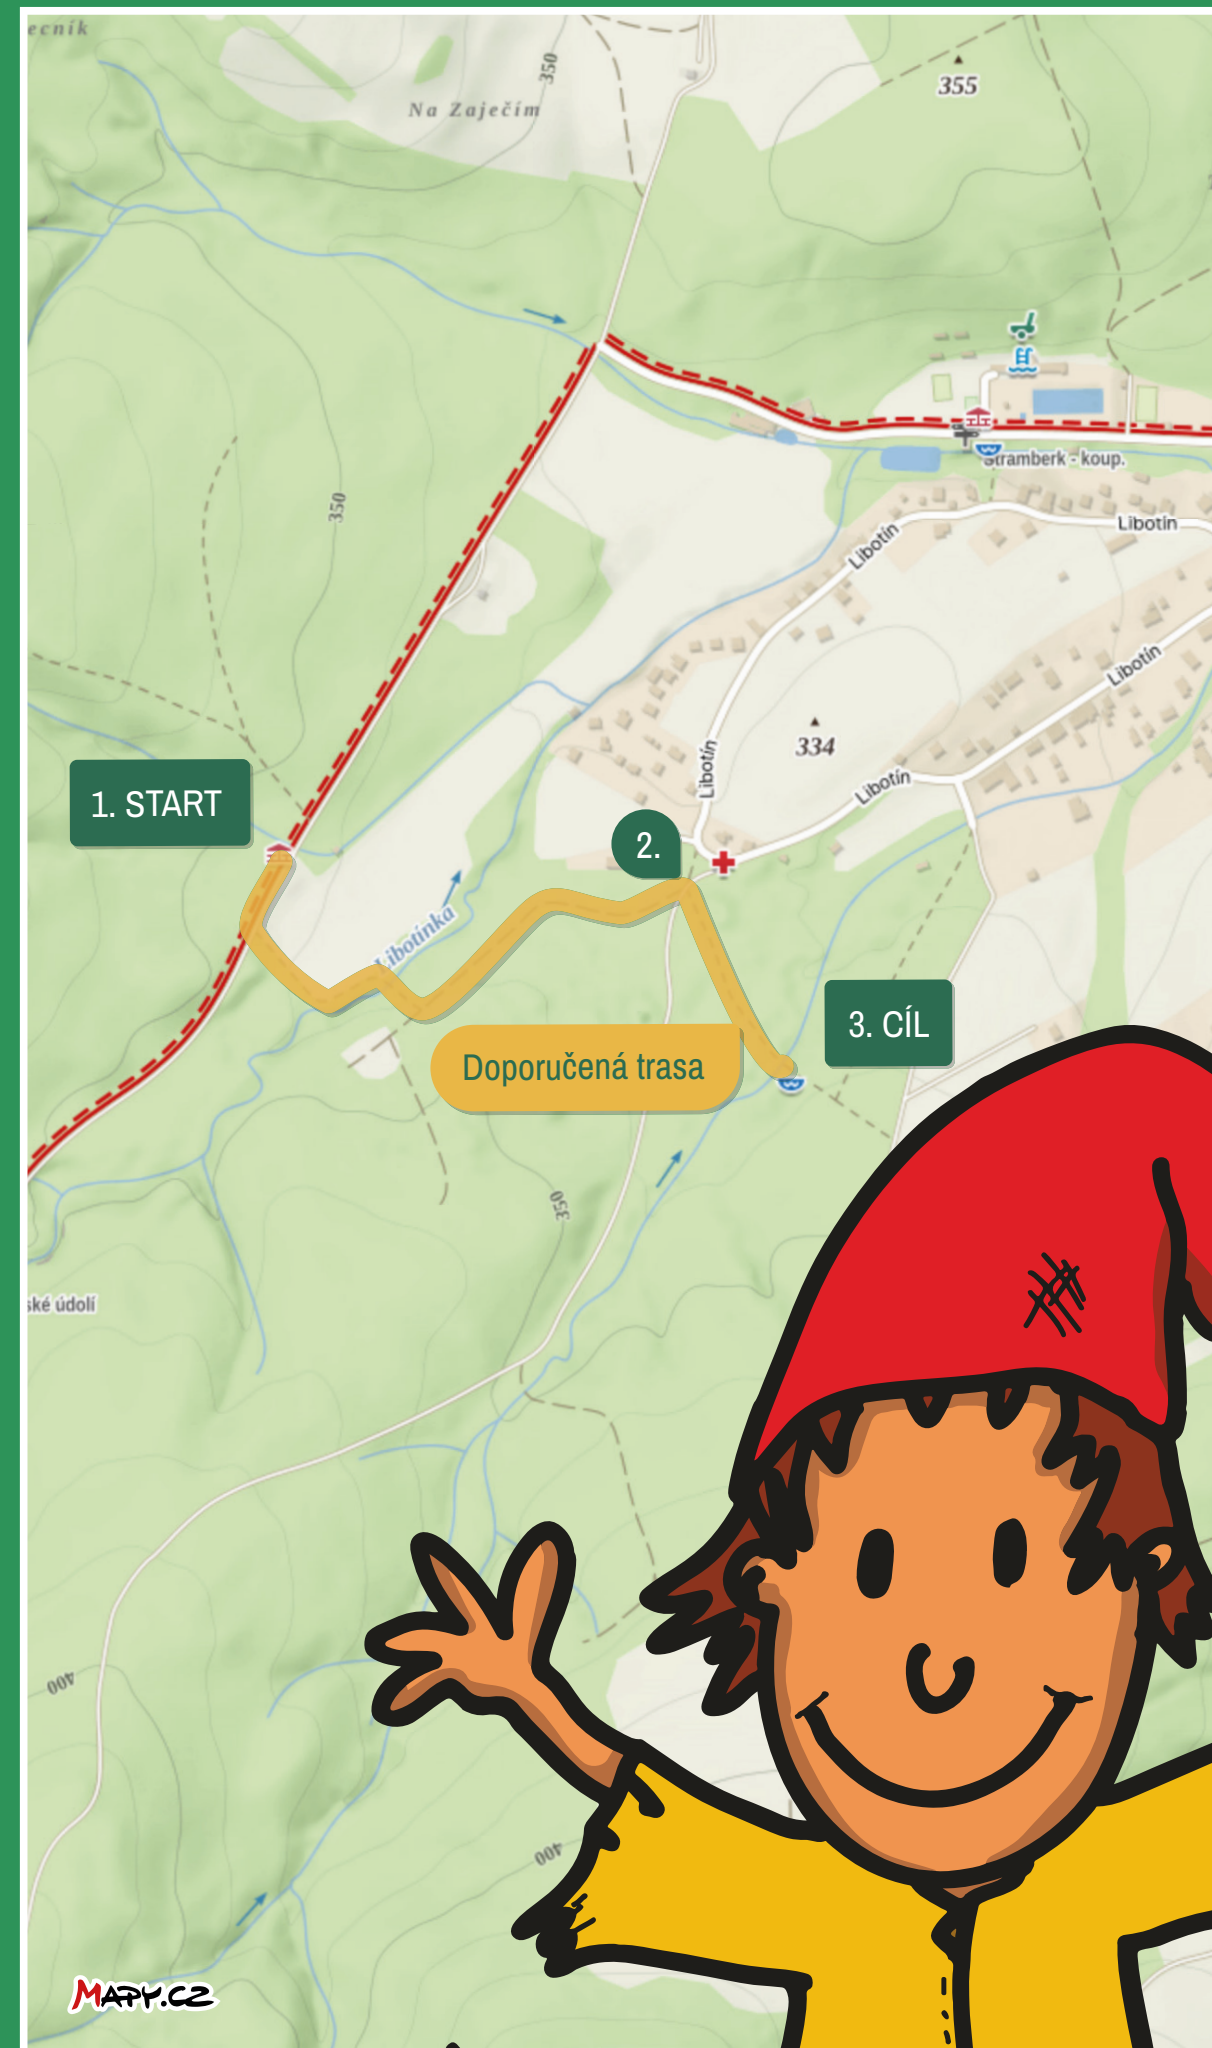 ecník
350
355
Na Zaječím
350
Štramberk - koup.
Libotín
Libotín
Libotín
334
Libotín
Libotín
1. START
2.
Libotínka
3. CÍL
Doporučená trasa
350
ské údolí
400
400
MAPY.CZ